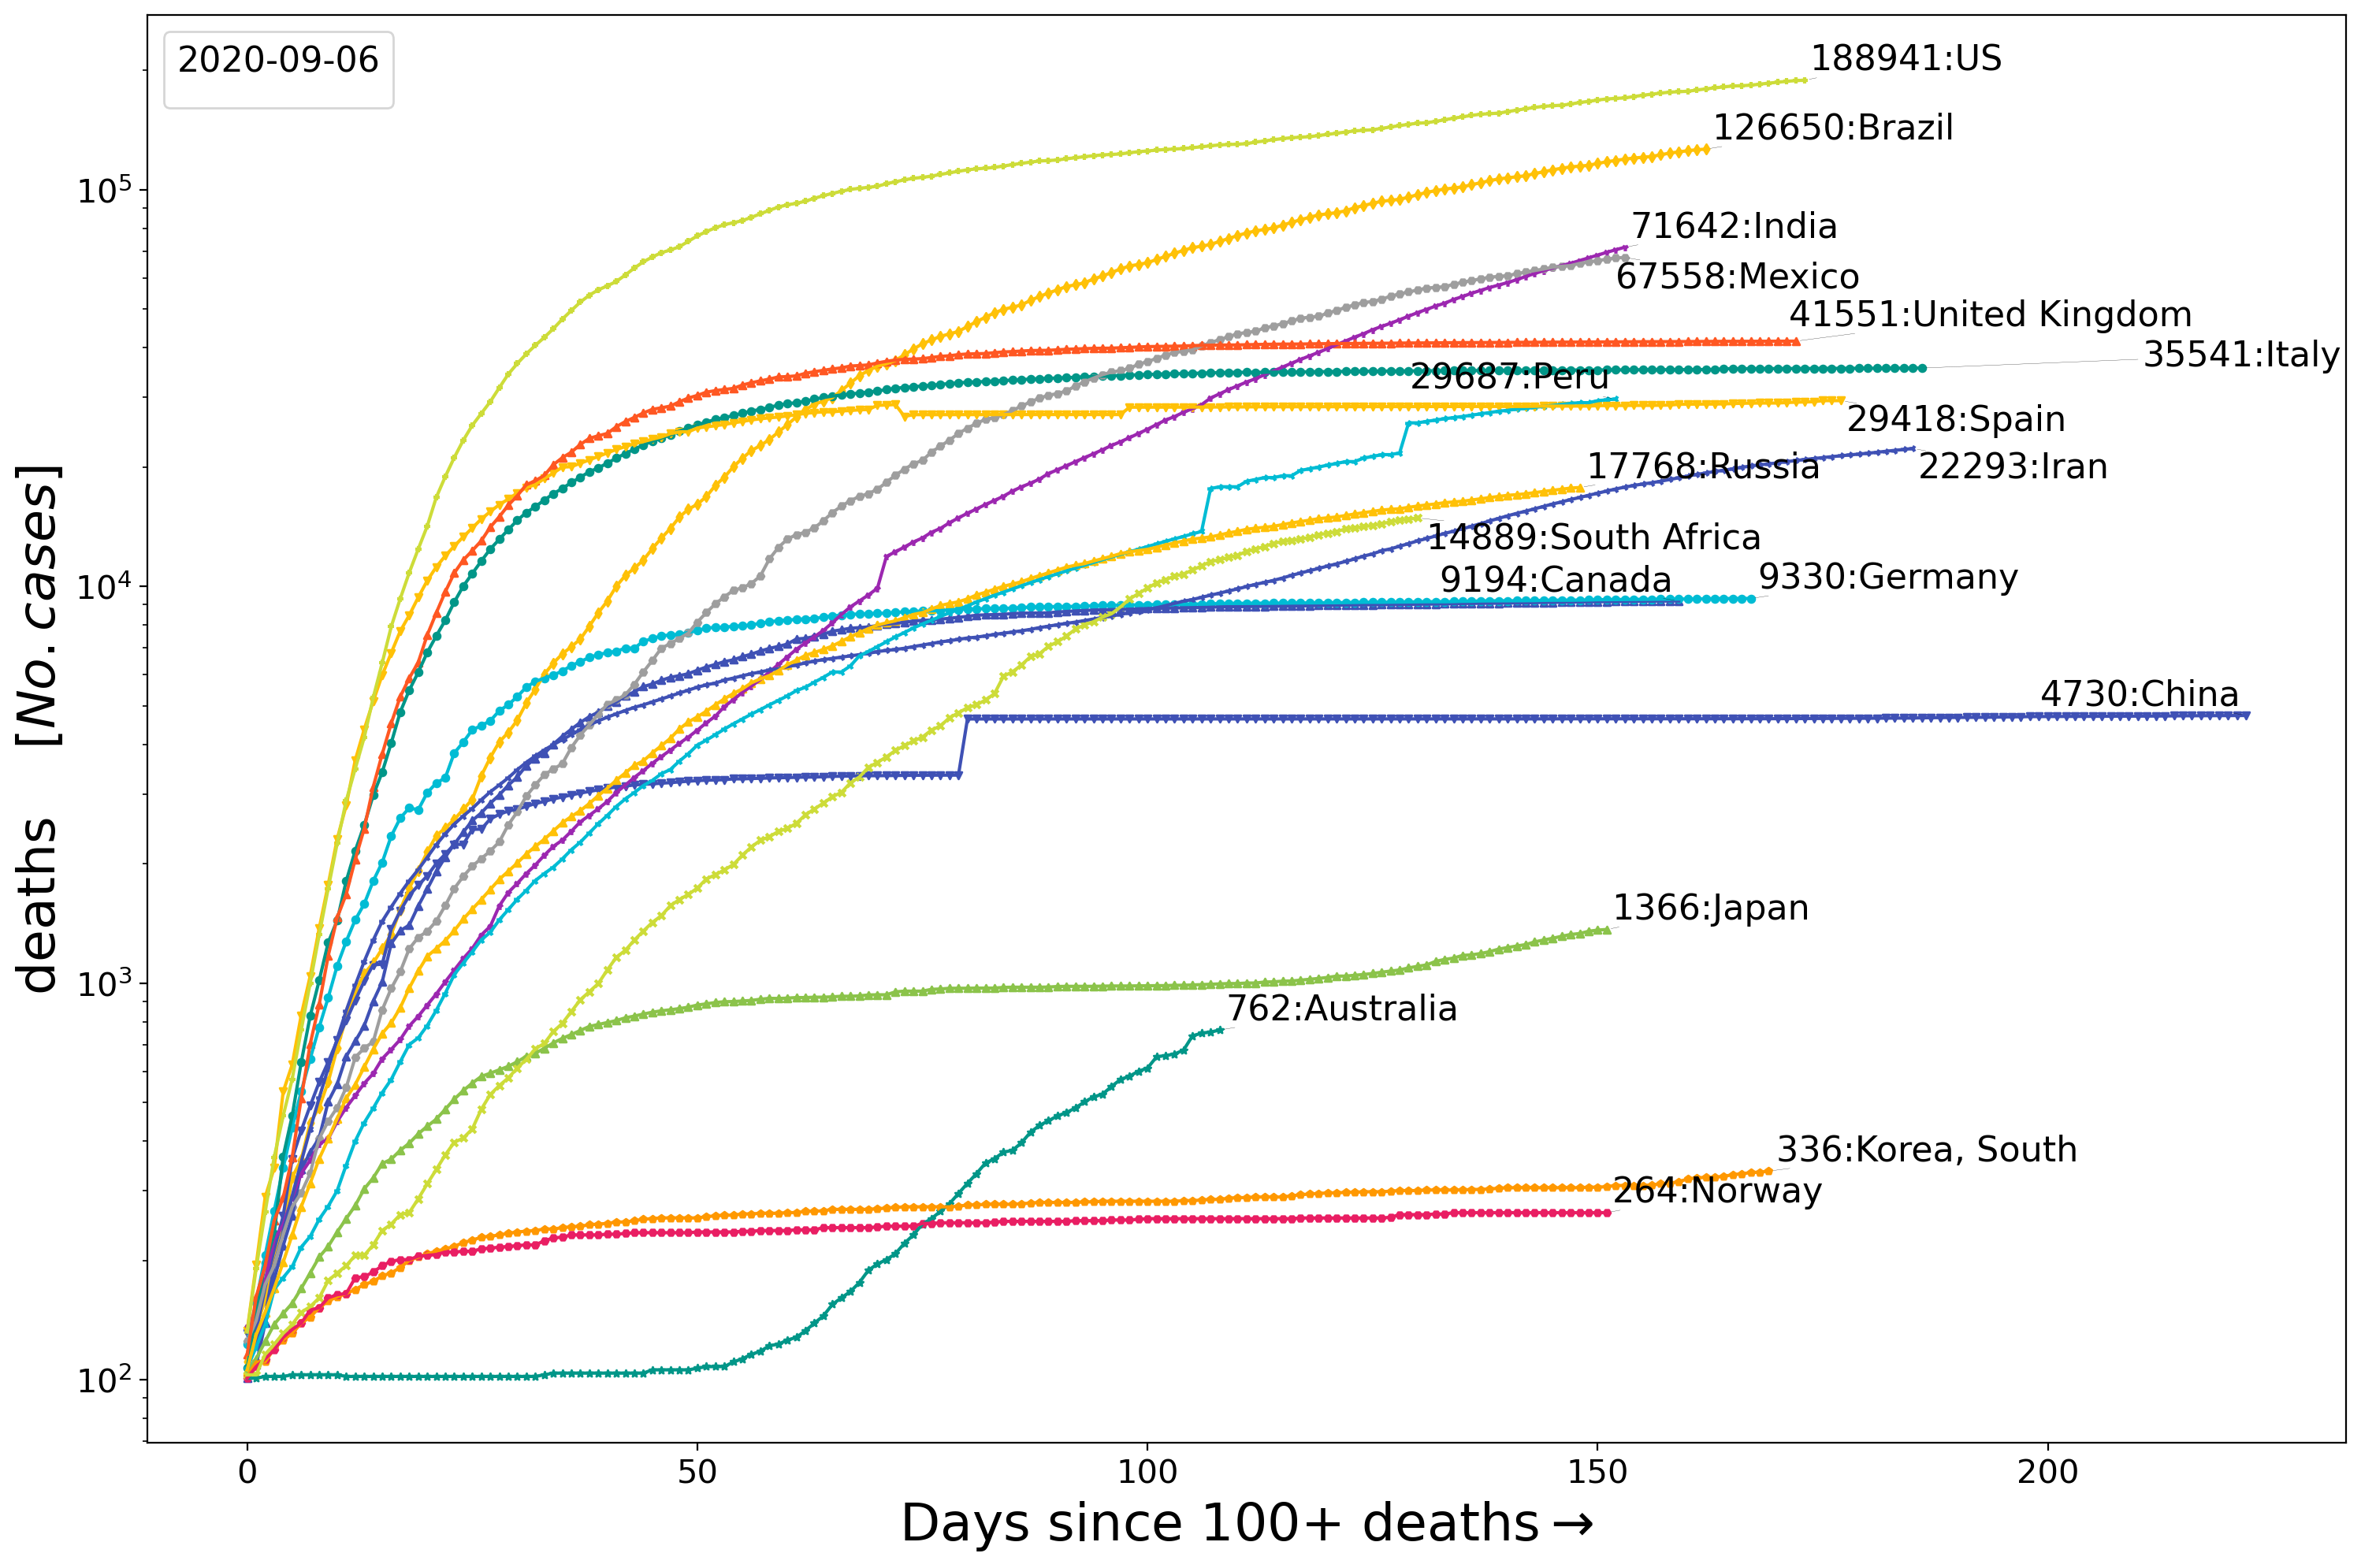 2020-09-06
188941:US
126650:Brazil
71642:India
67558:Mexico
41551:United Kingdom
35541:Italy
29687:Peru
29418:Spain
17768:Russia
22293:Iran
14889:South Africa
9194:Canada
9330:Germany
4730:China
1366:Japan
762:Australia
336:Korea, South
264:Norway
10^5
10^4
10^3
10^2
deaths [No. cases]
0 50 100 150 200
Days since 100+ deaths→